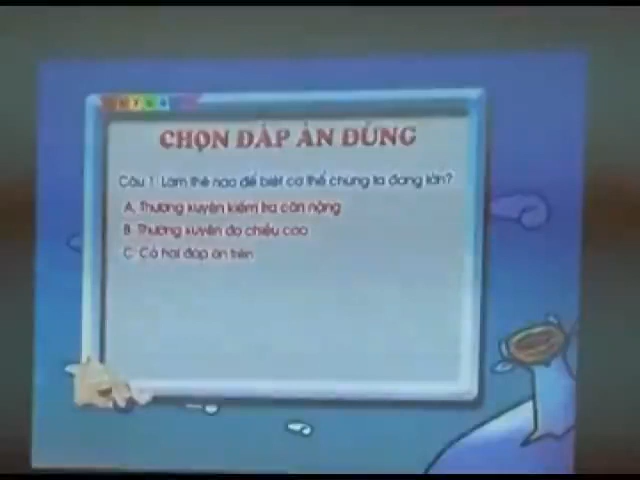 CHỌN ĐÁP ÁN ĐÚNG
Câu 1: Làm thế nào để biết cơ thể chúng ta đang lớn?
A. Thường xuyên kiểm tra cân nặng
B. Thường xuyên đo chiều cao
C. Cả hai đáp án trên